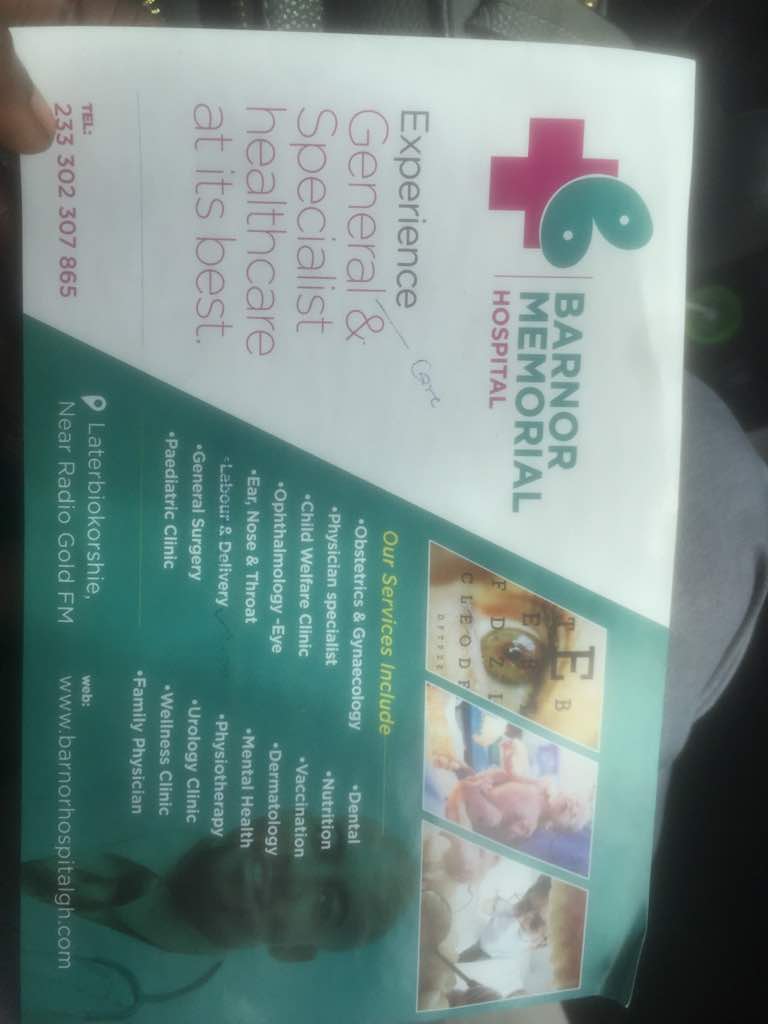 BARNOR
MEMORIAL
HOSPITAL
Experience
General &
Care
Specialist
healthcare
at its best.
TEL:
233 302 307 865
E
B
Our Services Include
•Obstetrics & Gynaecology
•Physician specialist
•Child Welfare Clinic
•Ophthalmology -Eye
•Ear, Nose & Throat
•Labour & Delivery
•General Surgery
•Paediatric Clinic
•Dental
•Nutrition
•Vaccination
•Dermatology
•Mental Health
•Physiotherapy
•Urology Clinic
•Wellness Clinic
•Family Physician
Laterbiokorshie,
Near Radio Gold FM
web:
www.barnorhospitalgh.com